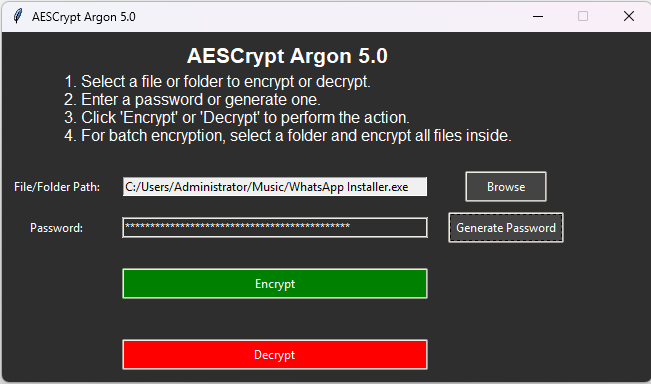 AESCrypt Argon 5.0
AESCrypt Argon 5.0
1. Select a file or folder to encrypt or decrypt.
2. Enter a password or generate one.
3. Click 'Encrypt' or 'Decrypt' to perform the action.
4. For batch encryption, select a folder and encrypt all files inside.
File/Folder Path: C:/Users/Administrator/Music/WhatsApp Installer.exe Browse
Password: ******************************************** Generate Password
Encrypt
Decrypt